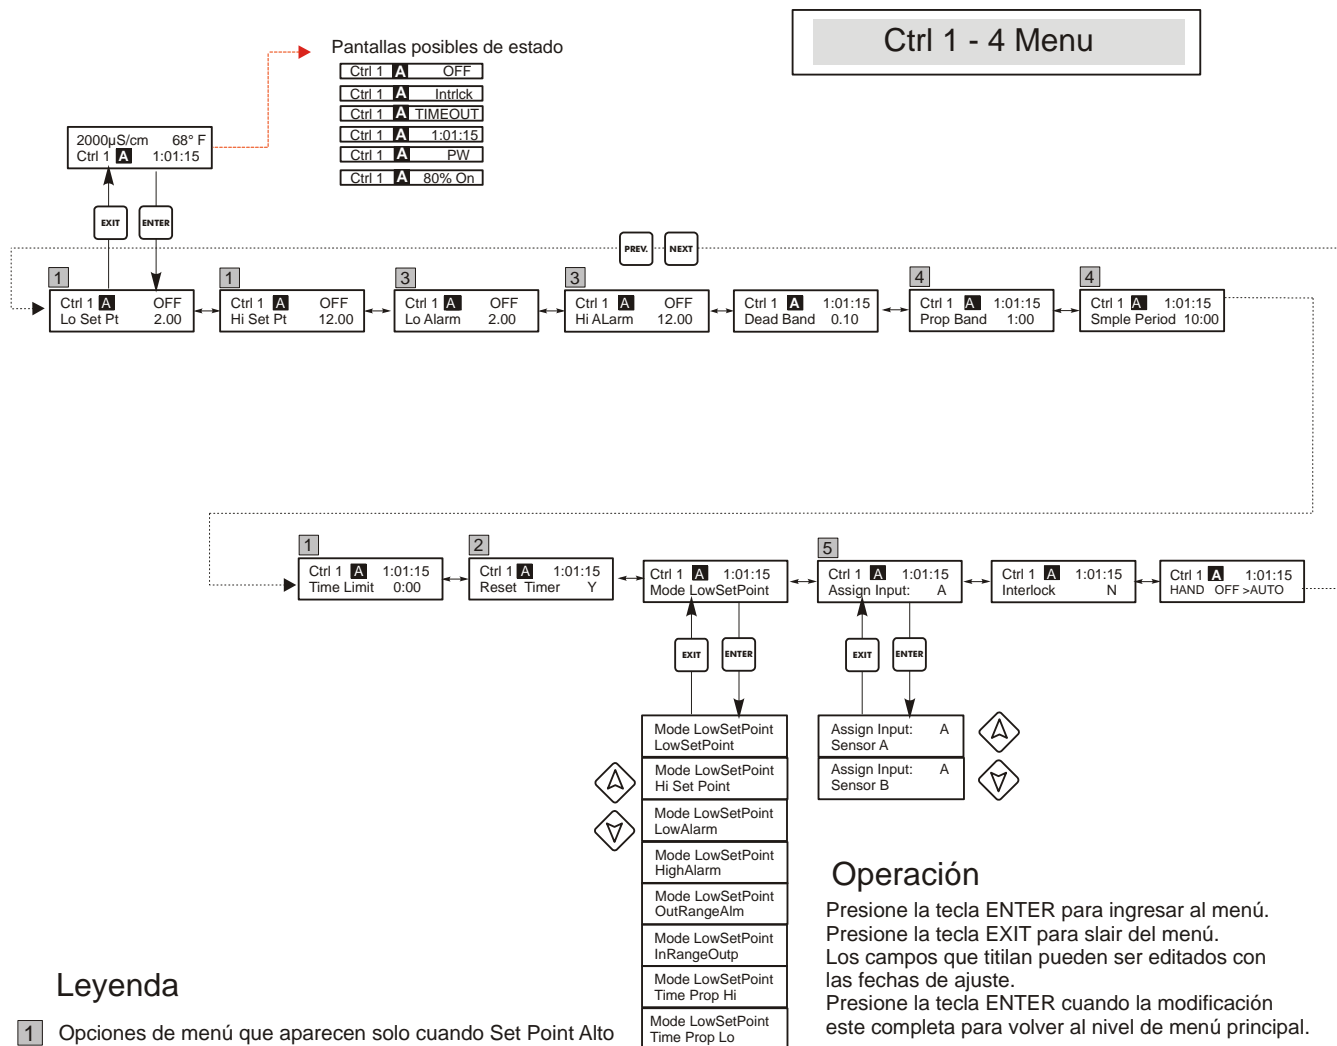 Ctrl 1 - 4 Menu
Pantallas posibles de estado
Ctrl 1 A OFF
Ctrl 1 A Intrlck
Ctrl 1 A TIMEOUT
Ctrl 1 A 1:01:15
Ctrl 1 A PW
Ctrl 1 A 80% On
2000µS/cm 68° F
Ctrl 1 A 1:01:15
EXIT
ENTER
PREV.
NEXT
1
Ctrl 1 A OFF
Lo Set Pt 2.00
1
Ctrl 1 A OFF
Hi Set Pt 12.00
3
Ctrl 1 A OFF
Lo Alarm 2.00
3
Ctrl 1 A OFF
Hi ALarm 12.00
Ctrl 1 A 1:01:15
Dead Band 0.10
4
Ctrl 1 A 1:01:15
Prop Band 1:00
4
Ctrl 1 A 1:01:15
Smple Period 10:00
1
Ctrl 1 A 1:01:15
Time Limit 0:00
2
Ctrl 1 A 1:01:15
Reset Timer Y
Ctrl 1 A 1:01:15
Mode LowSetPoint
5
Ctrl 1 A 1:01:15
Assign Input: A
Ctrl 1 A 1:01:15
Interlock N
Ctrl 1 A 1:01:15
HAND OFF >AUTO
EXIT
ENTER
EXIT
ENTER
Mode LowSetPoint
LowSetPoint
Mode LowSetPoint
Hi Set Point
Mode LowSetPoint
LowAlarm
Mode LowSetPoint
HighAlarm
Mode LowSetPoint
OutRangeAlm
Mode LowSetPoint
InRangeOutp
Mode LowSetPoint
Time Prop Hi
Mode LowSetPoint
Time Prop Lo
Assign Input: A
Sensor A
Assign Input: A
Sensor B
Operación
Presione la tecla ENTER para ingresar al menú.
Presione la tecla EXIT para slair del menú.
Los campos que titilan pueden ser editados con
las fechas de ajuste.
Presione la tecla ENTER cuando la modificación
este completa para volver al nivel de menú principal.
Leyenda
1 Opciones de menú que aparecen solo cuando Set Point Alto